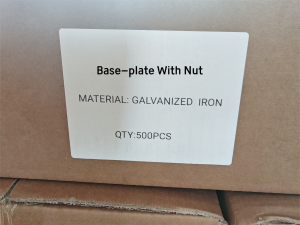 Base-plate With Nut
MATERIAL: GALVANIZED IRON
QTY:500PCS